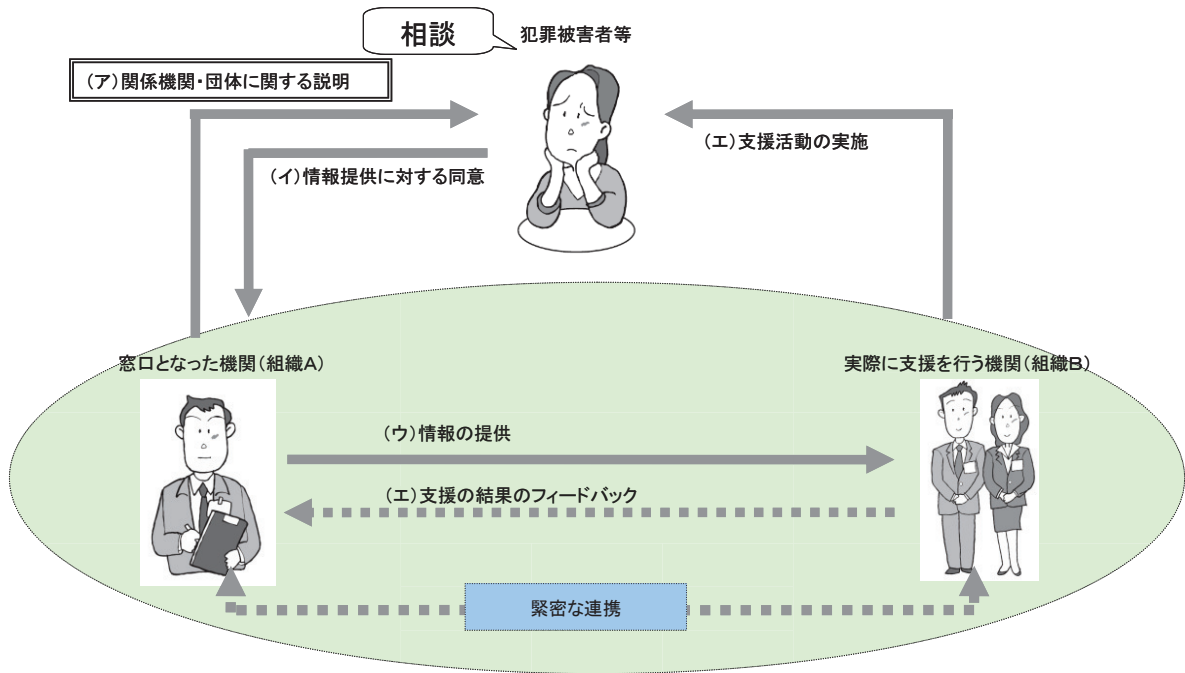 相談
犯罪被害者等
（ア）関係機関・団体に関する説明
（エ）支援活動の実施
（イ）情報提供に対する同意
窓口となった機関（組織Ａ）
実際に支援を行う機関（組織Ｂ）
（ウ）情報の提供
（エ）支援の結果のフィードバック
緊密な連携